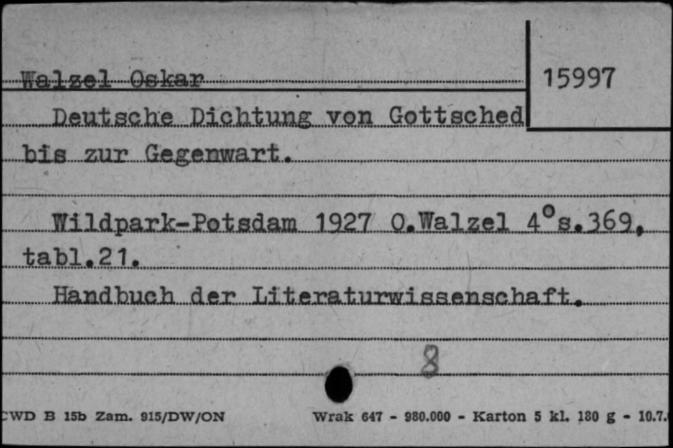 Walzel Oskar
15997
Deutsche Dichtung von Gottsched
bis zur Gegenwart.
Wildpark-Potsdam 1927 O.Walzel 4°s.369,
tabl.21.
Handbuch der Literaturwissenschaft.
8
CWD B 15b Zam. 915/DW/ON
Wrak 647 - 980.000 - Karton 5 kl. 180 g - 10.7.